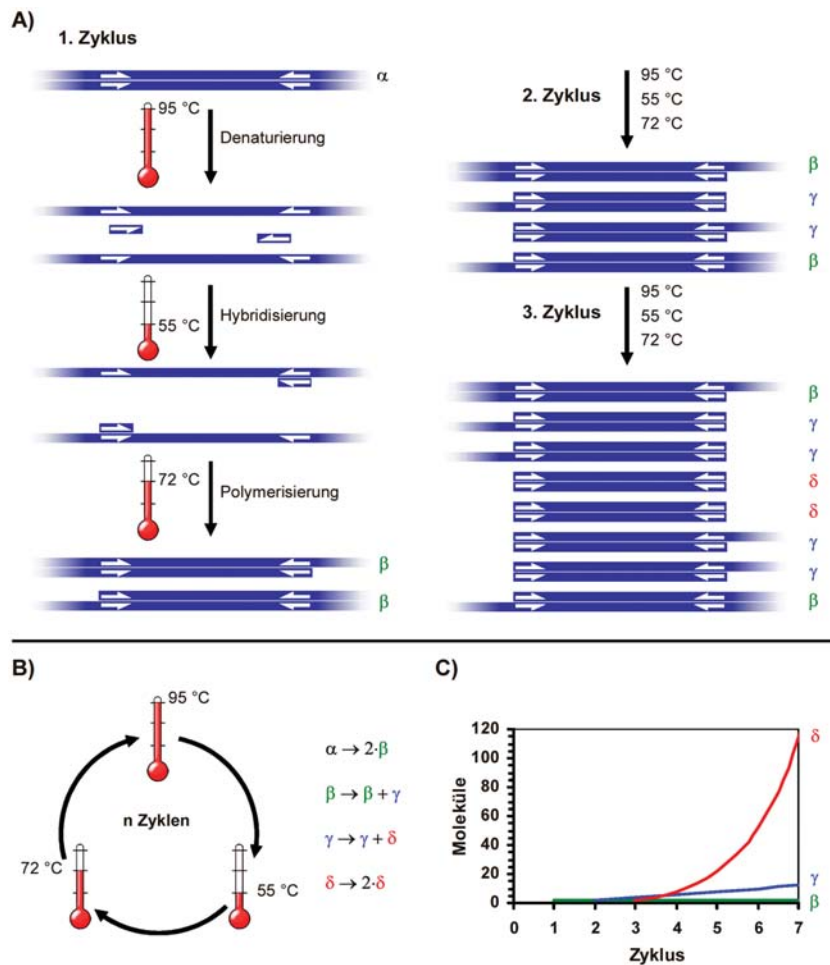 A)
1. Zyklus
α
95 °C
Denaturierung
55 °C
Hybridisierung
72 °C
Polymerisierung
β
β
2. Zyklus
95 °C
55 °C
72 °C
β
γ
γ
β
3. Zyklus
95 °C
55 °C
72 °C
β
γ
γ
δ
δ
γ
γ
β
B)
95 °C
n Zyklen
72 °C
55 °C
α → 2·β
β → β + γ
γ → γ + δ
δ → 2·δ
C)
Moleküle
120
100
80
60
40
20
0
0 1 2 3 4 5 6 7
Zyklus
δ
γ
β